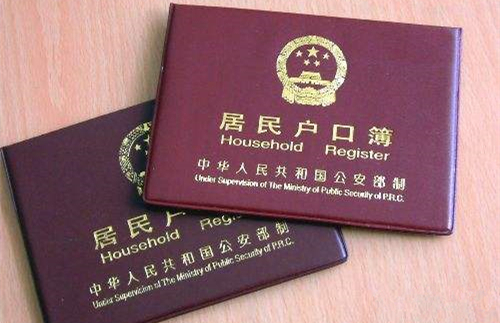 居民户口簿
Household Register
中华人民共和国公安部制
Under Supervision of The Ministry of Public Security of P.R.C.
居民户
Household Regis
中华人民共和国公安部制
Under Supervision of The Ministry of Public Security of P.R.C.